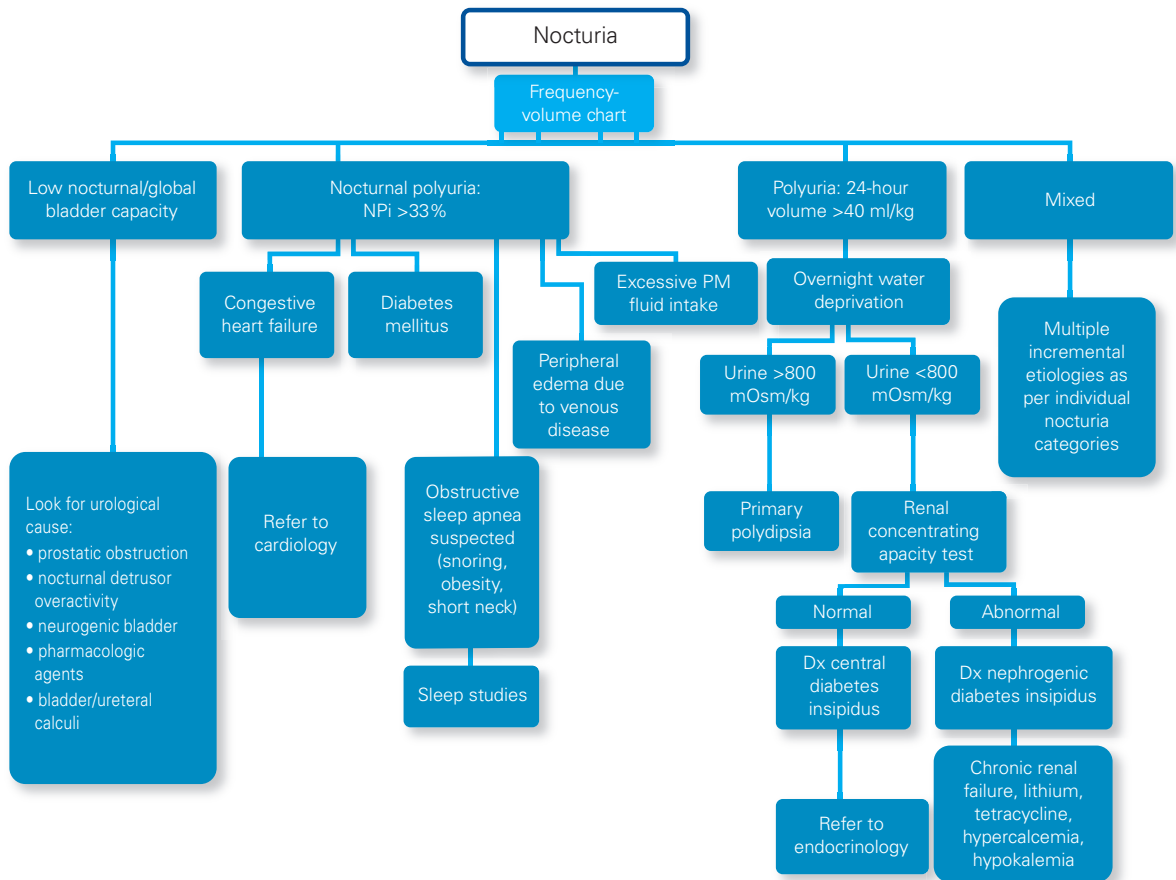 Nocturia
Frequency-
volume chart
Low nocturnal/global
bladder capacity
Nocturnal polyuria:
NPi >33%
Polyuria: 24-hour
volume >40 ml/kg
Mixed
Congestive
heart failure
Diabetes
mellitus
Excessive PM
fluid intake
Overnight water
deprivation
Peripheral
edema due
to venous
disease
Urine >800
mOsm/kg
Urine <800
mOsm/kg
Multiple
incremental
etiologies as
per individual
nocturia
categories
Look for urological
cause:
• prostatic obstruction
• nocturnal detrusor
overactivity
• neurogenic bladder
• pharmacologic
agents
• bladder/ureteral
calculi
Refer to
cardiology
Obstructive
sleep apnea
suspected
(snoring,
obesity,
short neck)
Sleep studies
Primary
polydipsia
Renal
concentrating
apacity test
Normal
Abnormal
Dx central
diabetes
insipidus
Dx nephrogenic
diabetes insipidus
Refer to
endocrinology
Chronic renal
failure, lithium,
tetracycline,
hypercalcemia,
hypokalemia